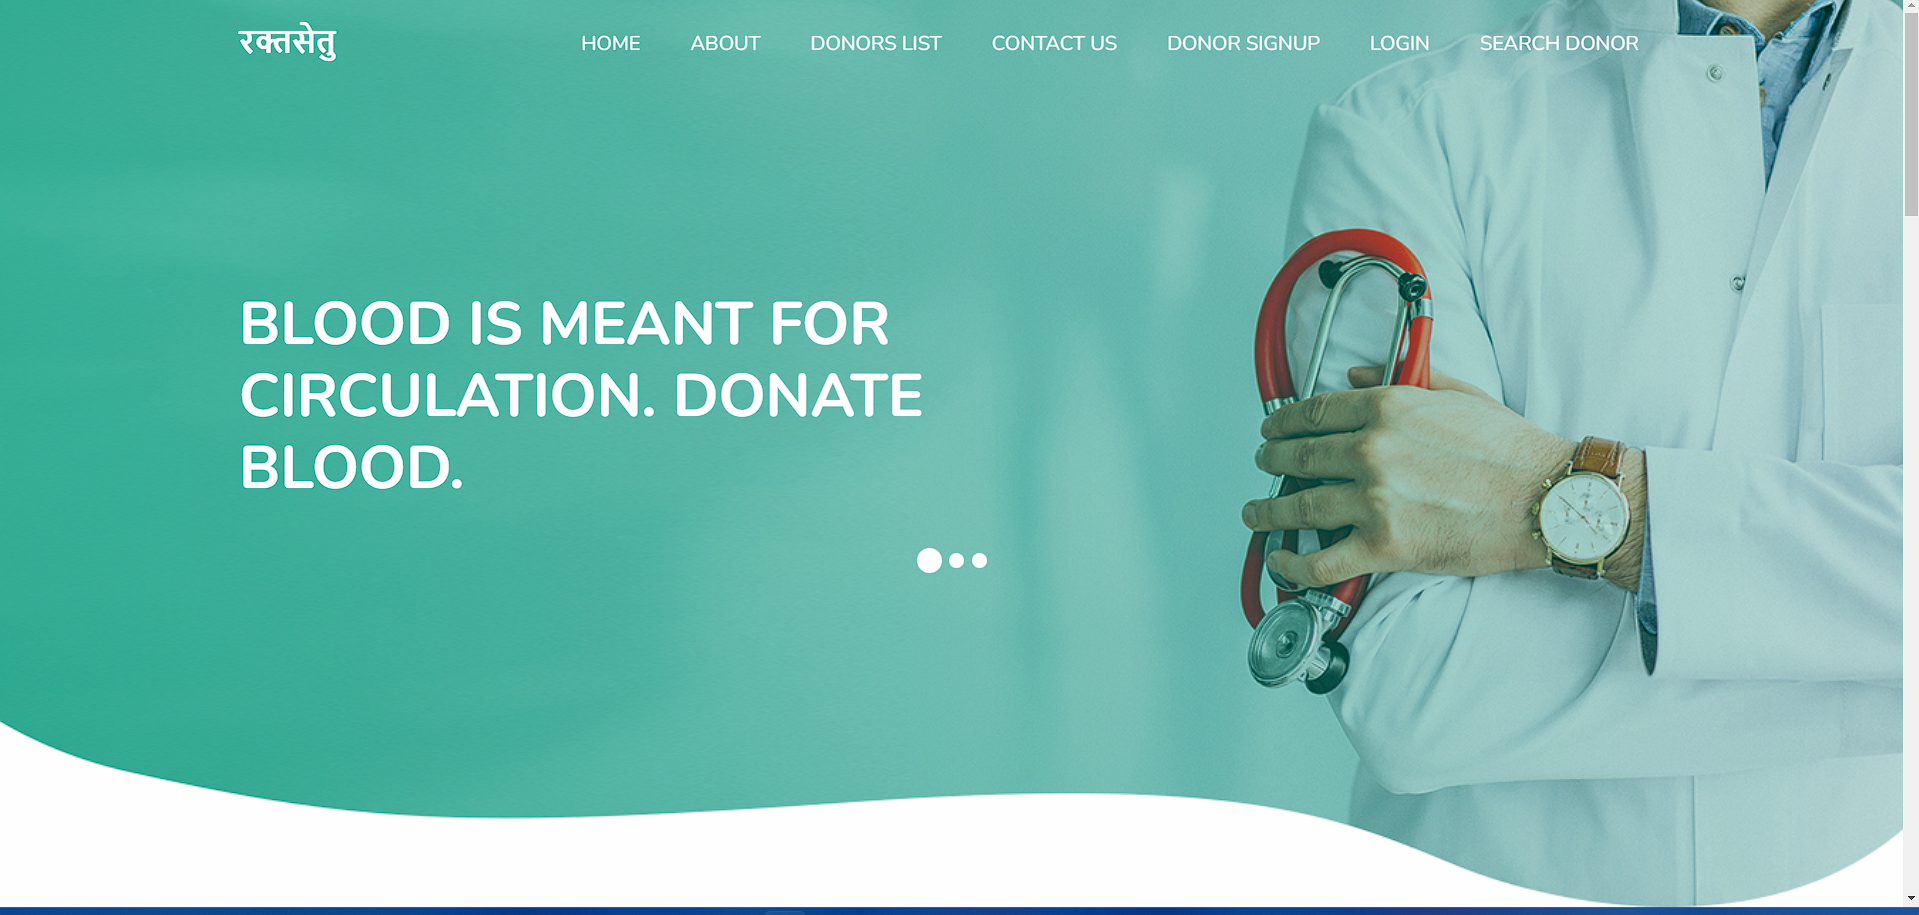 रक्तसेतु
HOME ABOUT DONORS LIST CONTACT US DONOR SIGNUP LOGIN SEARCH DONOR
BLOOD IS MEANT FOR
CIRCULATION. DONATE
BLOOD.